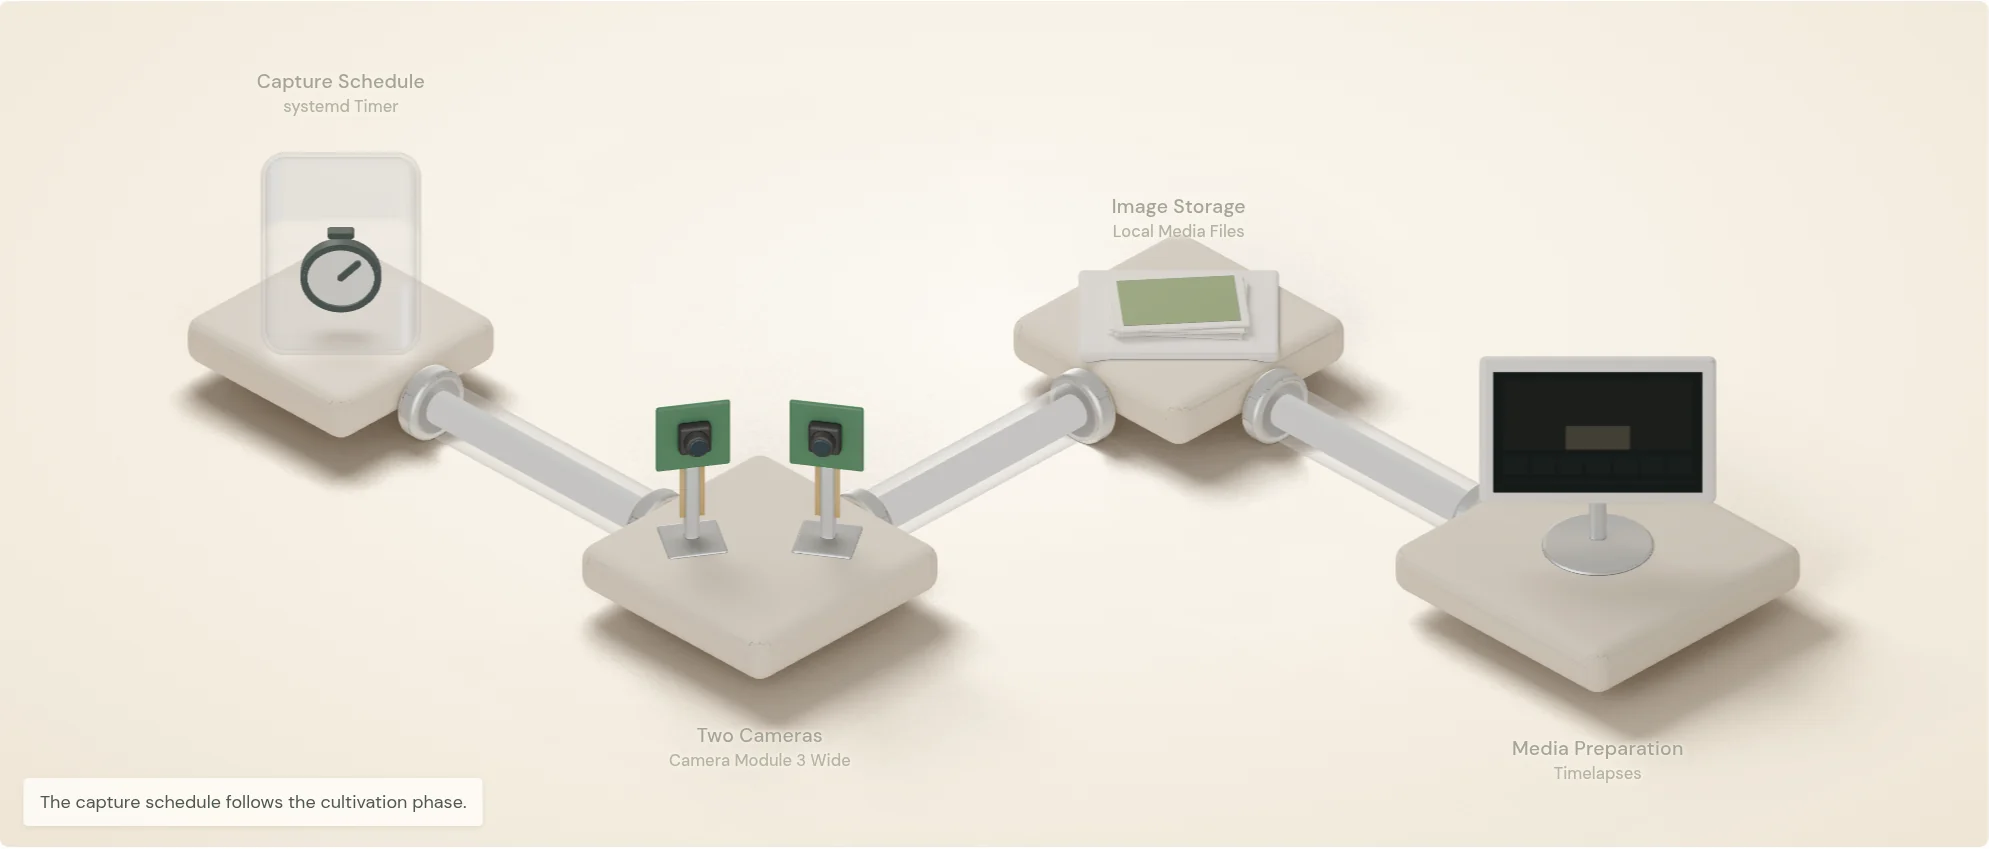 Capture Schedule
systemd Timer
Image Storage
Local Media Files
Two Cameras
Camera Module 3 Wide
Media Preparation
Timelapses
The capture schedule follows the cultivation phase.